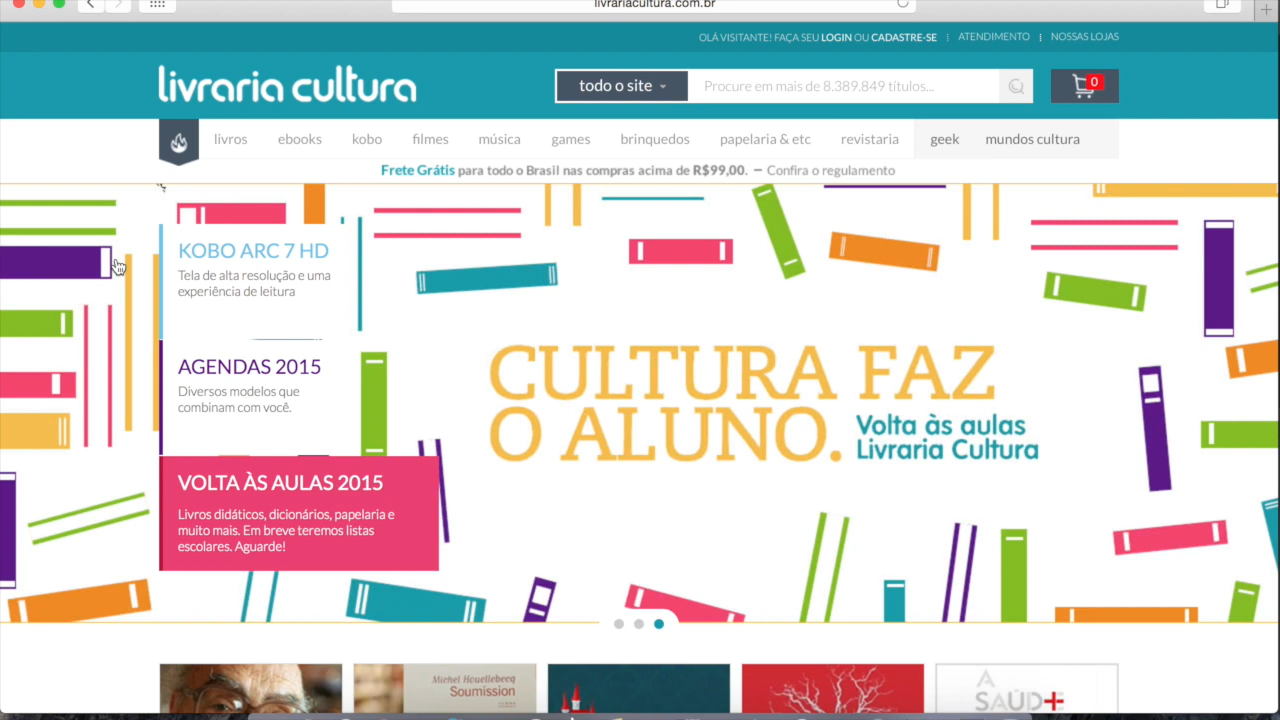 livrariacultura.com.br
OLÁ VISITANTE! FAÇA SEU LOGIN OU CADASTRE-SE
ATENDIMENTO
NOSSAS LOJAS
livraria cultura
todo o site
Procure em mais de 8.389.849 títulos...
0
livros
ebooks
kobo
filmes
música
games
brinquedos
papelaria & etc
revistaria
geek
mundos cultura
Frete Grátis para todo o Brasil nas compras acima de R$99,00. — Confira o regulamento
KOBO ARC 7 HD
Tela de alta resolução e uma
experiência de leitura
AGENDAS 2015
Diversos modelos que
combinam com você.
VOLTA ÀS AULAS 2015
Livros didáticos, dicionários, papelaria e
muito mais. Em breve teremos listas
escolares. Aguarde!
CULTURA FAZ
O ALUNO.
Volta às aulas
Livraria Cultura
Michel Houellebecq
Soumission
A
SAÚD+